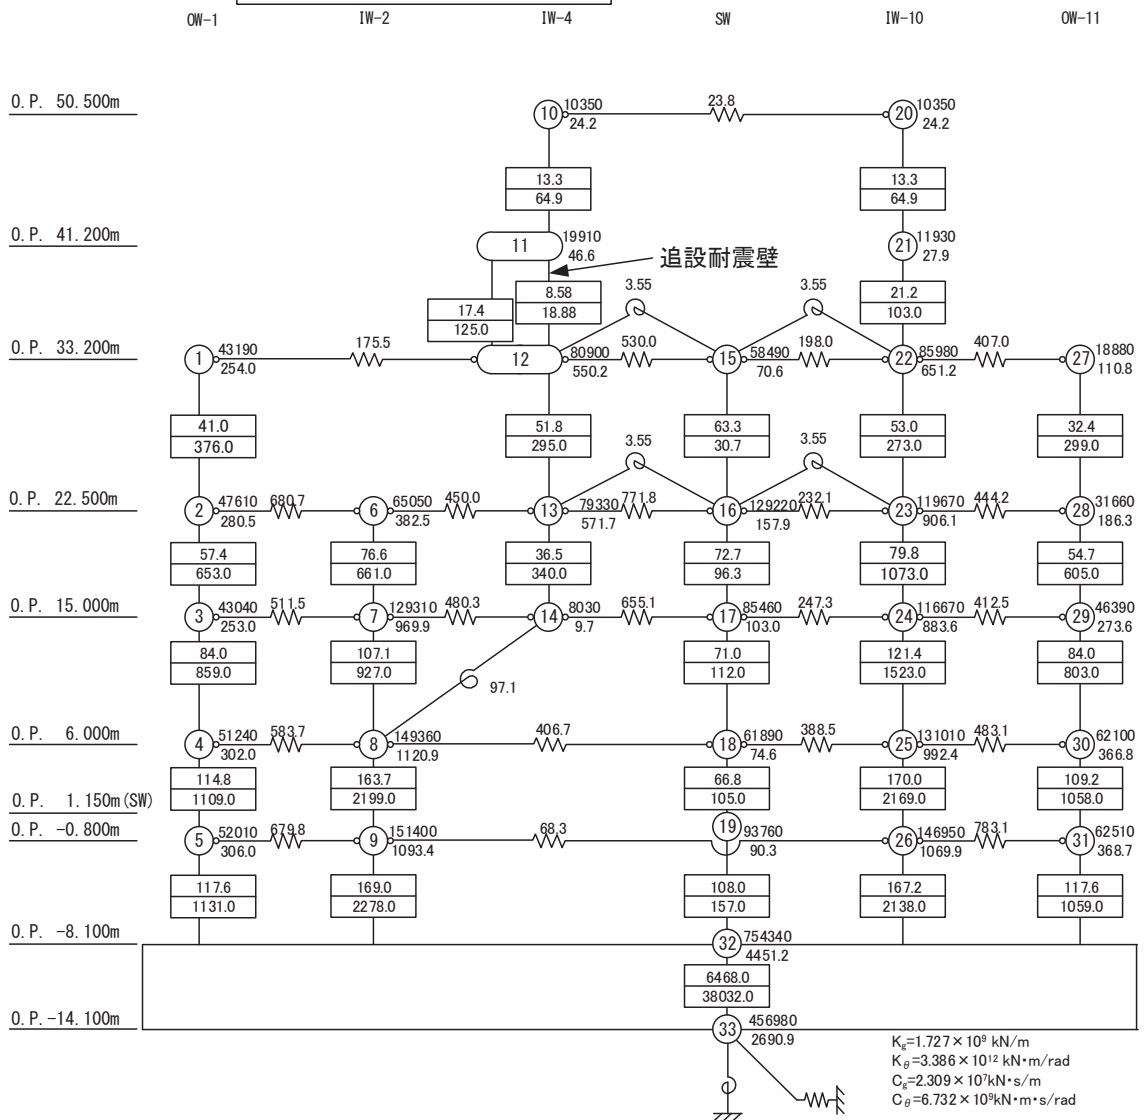 OW-1 IW-2 IW-4 SW IW-10 OW-11
O.P. 50.500m
10 10350 23.8 20 10350
24.2 24.2
13.3 13.3
64.9 64.9
O.P. 41.200m
11 19910 21 11930
46.6 27.9
追設耐震壁
17.4 8.58 3.55 3.55 21.2
125.0 18.88 103.0
O.P. 33.200m
1 43190 175.5 12 80900 530.0 15 58490 198.0 22 85980 407.0 27 18880
254.0 550.2 70.6 651.2 110.8
41.0 51.8 63.3 53.0 32.4
376.0 295.0 30.7 273.0 299.0
3.55 3.55
O.P. 22.500m
2 47610 680.7 6 65050 450.0 13 79330 771.8 16 129220 232.1 23 119670 444.2 28 31660
280.5 382.5 571.7 157.9 906.1 186.3
57.4 76.6 36.5 72.7 79.8 54.7
653.0 661.0 340.0 96.3 1073.0 605.0
O.P. 15.000m
3 43040 511.5 7 129310 480.3 14 8030 655.1 17 85460 247.3 24 116670 412.5 29 46390
253.0 969.9 9.7 103.0 883.6 273.6
84.0 107.1 71.0 121.4 84.0
859.0 927.0 112.0 1523.0 803.0
97.1
O.P. 6.000m
4 51240 583.7 8 149360 406.7 18 61890 388.5 25 131010 483.1 30 62100
302.0 1120.9 74.6 992.4 366.8
114.8 163.7 66.8 170.0 109.2
1109.0 2199.0 105.0 2169.0 1058.0
O.P. 1.150m(SW)
O.P. -0.800m
5 52010 679.8 9 151400 68.3 19 93760 26 146950 783.1 31 62510
306.0 1093.4 90.3 1069.9 368.7
117.6 169.0 108.0 167.2 117.6
1131.0 2278.0 157.0 2138.0 1059.0
O.P. -8.100m
32 754340
4451.2
6468.0
38032.0
O.P.-14.100m
33 456980
2690.9
Kg=1.727×10⁹ kN/m
Kθ=3.386×10¹² kN・m/rad
Cg=2.309×10⁷kN・s/m
Cθ=6.732×10⁹kN・m・s/rad